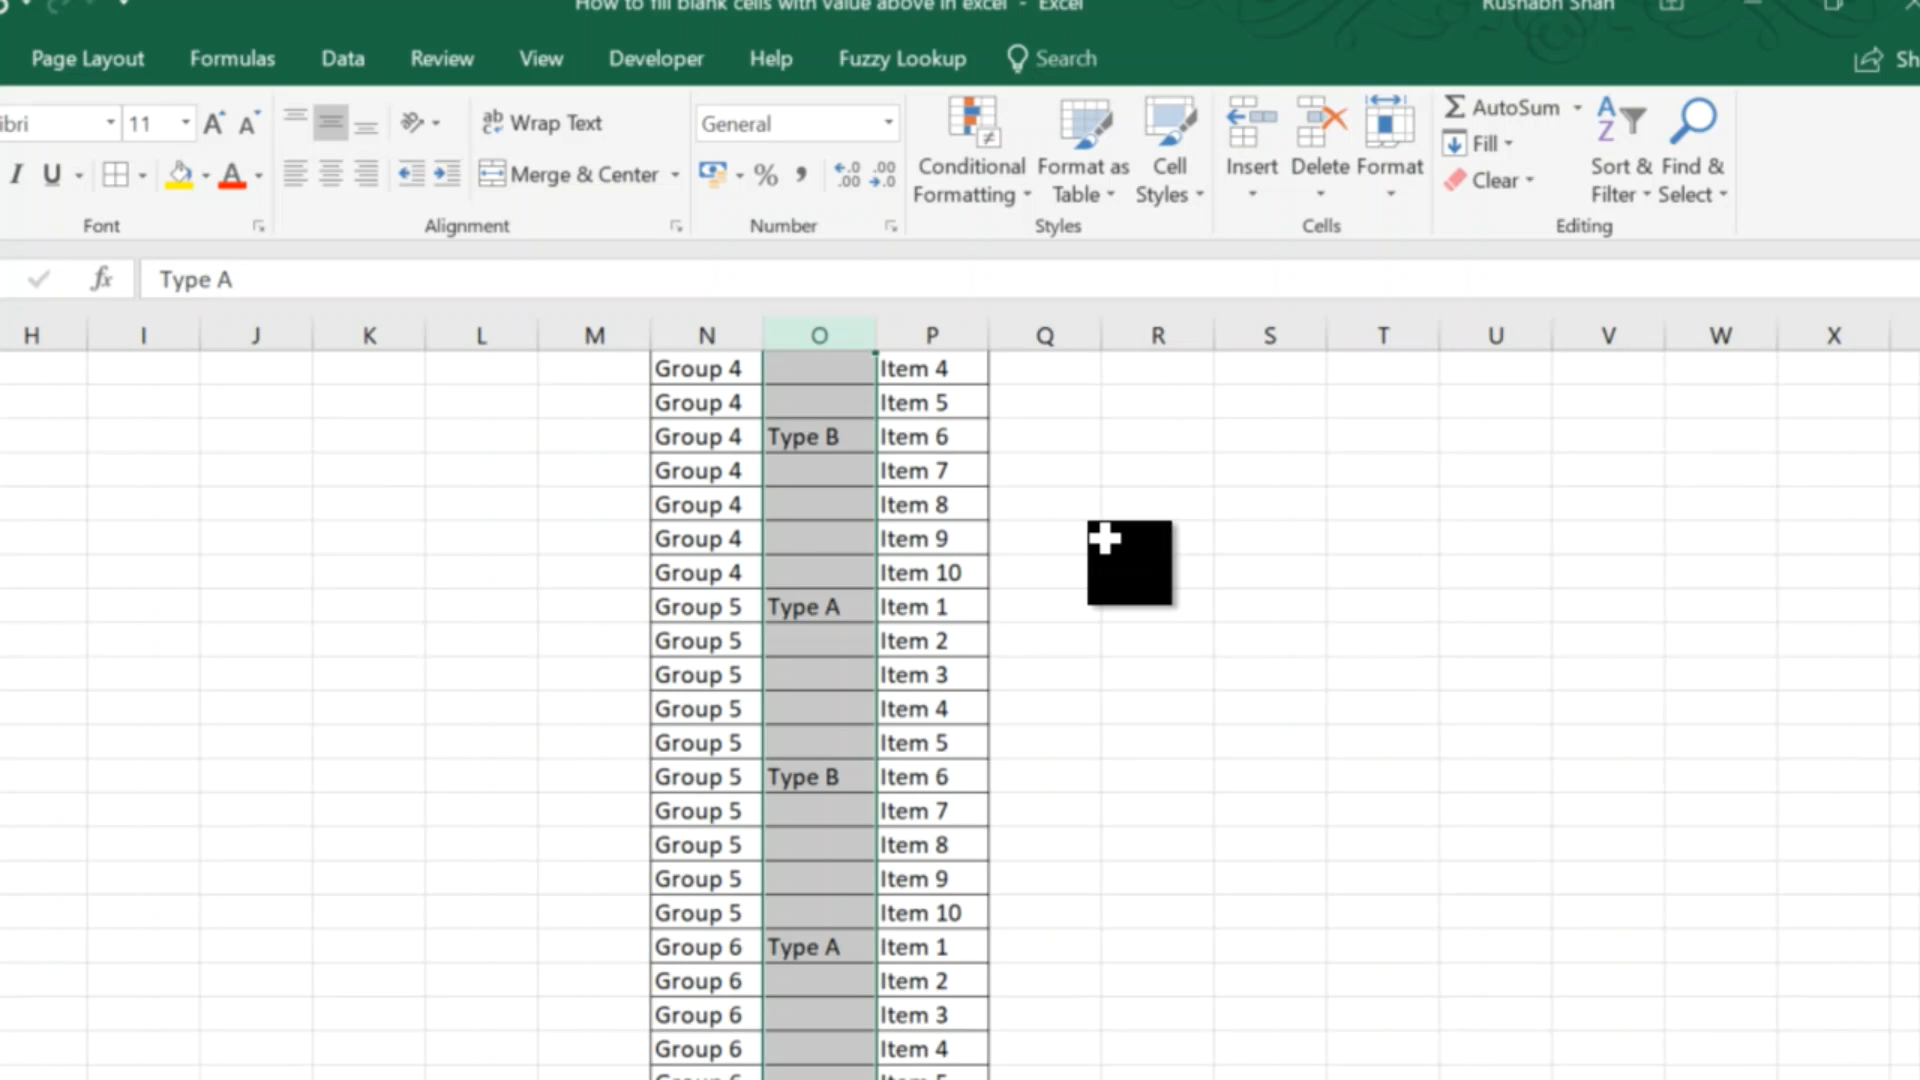 How to fill blank cells with value above in excel - Excel
Rushabh Shah
Page Layout Formulas Data Review View Developer Help Fuzzy Lookup Search Sh
ibri 11 A A ab Wrap Text General Conditional Formatting Format as Table Cell Styles Insert Delete Format AutoSum Fill Clear Sort & Filter Find & Select
I U A Merge & Center % , .0 .00 .00 .0
Font Alignment Number Styles Cells Editing
fx Type A
H I J K L M N O P Q R S T U V W X
Group 4 Item 4
Group 4 Item 5
Group 4 Type B Item 6
Group 4 Item 7
Group 4 Item 8
Group 4 Item 9
Group 4 Item 10
Group 5 Type A Item 1
Group 5 Item 2
Group 5 Item 3
Group 5 Item 4
Group 5 Item 5
Group 5 Type B Item 6
Group 5 Item 7
Group 5 Item 8
Group 5 Item 9
Group 5 Item 10
Group 6 Type A Item 1
Group 6 Item 2
Group 6 Item 3
Group 6 Item 4